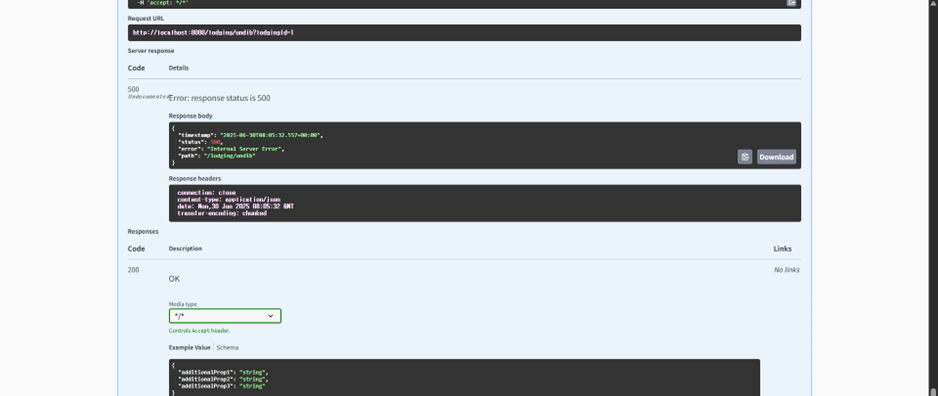 -H 'accept: */*'
Request URL
http://localhost:8080/lodging/undib?lodgingId=1
Server response
Code Details
500
Undocumented
Error: response status is 500
Response body
{
"timestamp": "2025-06-30T08:05:32.557+00:00",
"status": 500,
"error": "Internal Server Error",
"path": "/lodging/undib"
}
Download
Response headers
connection: close
content-type: application/json
date: Mon,30 Jun 2025 08:05:32 GMT
transfer-encoding: chunked
Responses
Code Description Links
200 No links
OK
Media type
*/*
Controls Accept header.
Example Value Schema
{
"additionalProp1": "string",
"additionalProp2": "string",
"additionalProp3": "string"
}